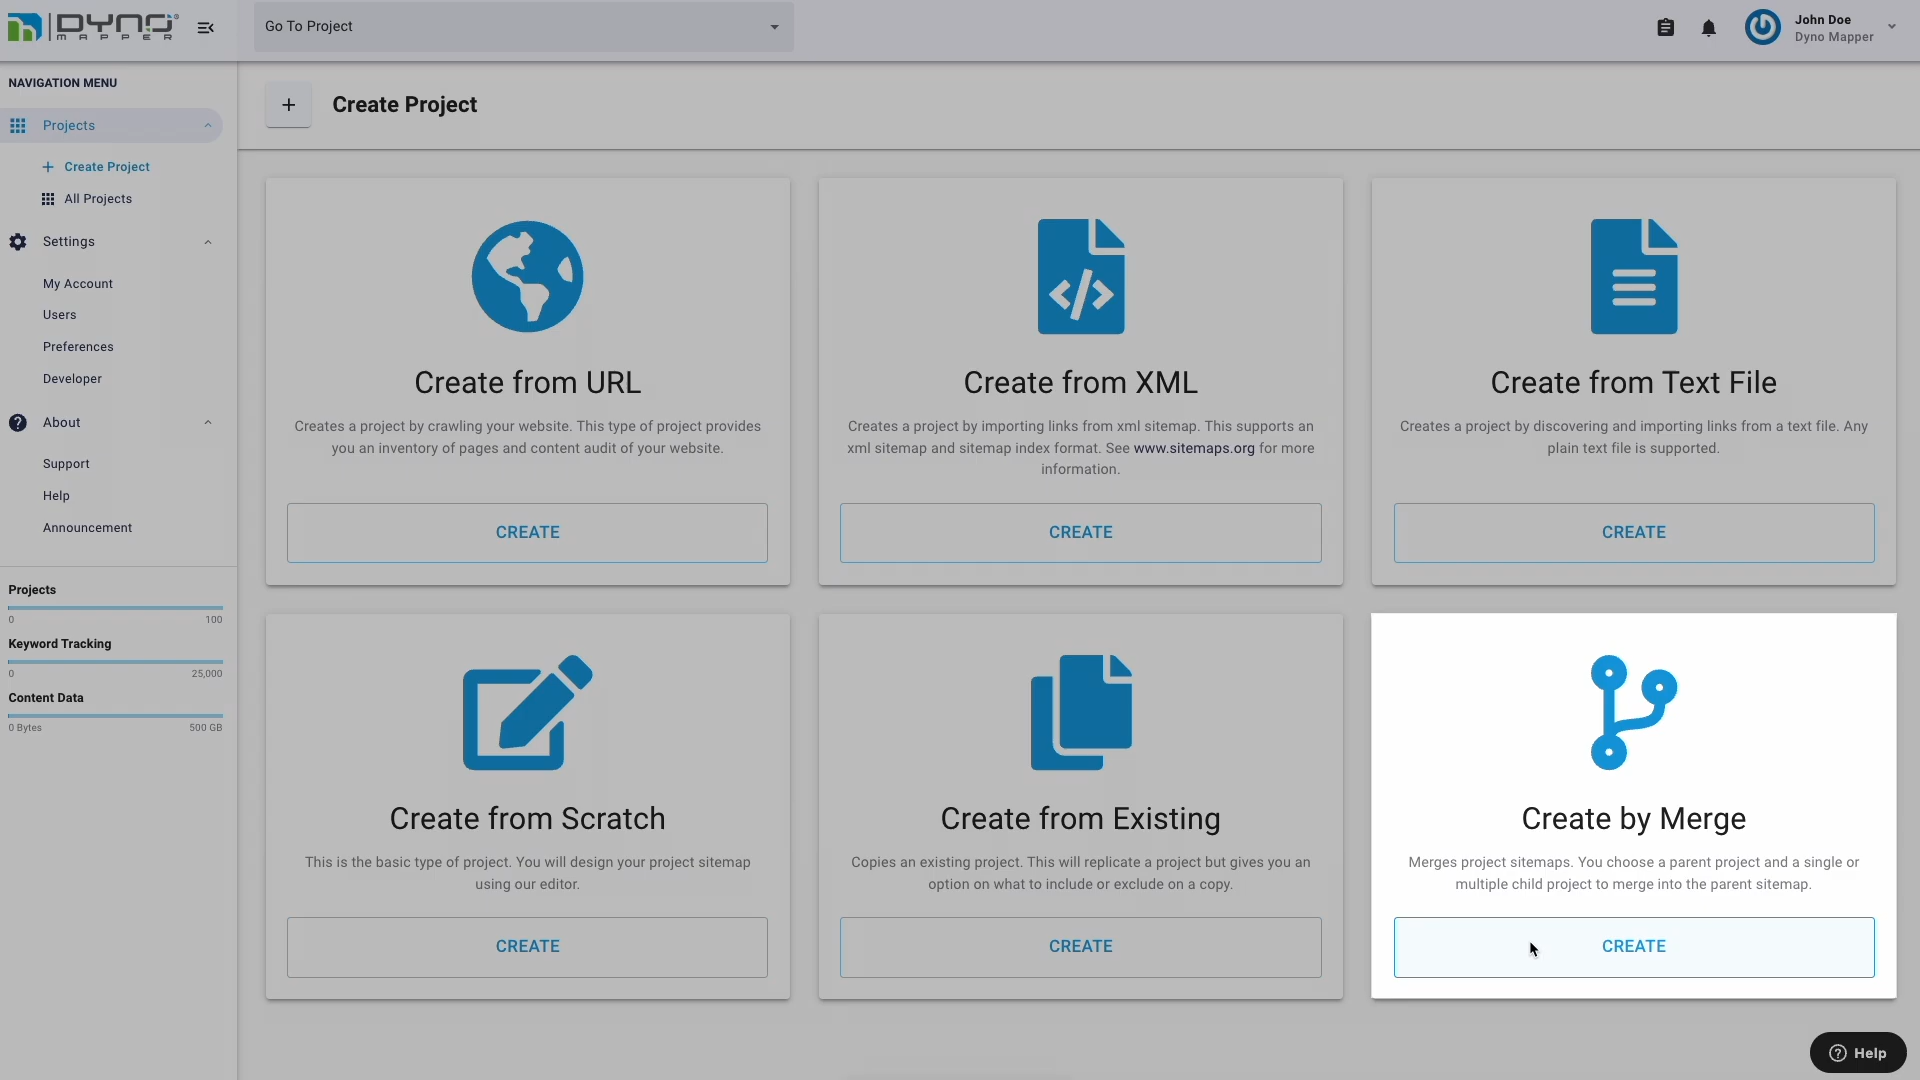 DYNO
MAPPER
Go To Project
John Doe
Dyno Mapper
NAVIGATION MENU
Projects
Create Project
All Projects
Settings
My Account
Users
Preferences
Developer
About
Support
Help
Announcement
Projects
0 100
Keyword Tracking
0 25,000
Content Data
0 Bytes 500 GB
+ Create Project
Create from URL
Creates a project by crawling your website. This type of project provides
you an inventory of pages and content audit of your website.
CREATE
Create from XML
Creates a project by importing links from xml sitemap. This supports an
xml sitemap and sitemap index format. See www.sitemaps.org for more
information.
CREATE
Create from Text File
Creates a project by discovering and importing links from a text file. Any
plain text file is supported.
CREATE
Create from Scratch
This is the basic type of project. You will design your project sitemap
using our editor.
CREATE
Create from Existing
Copies an existing project. This will replicate a project but gives you an
option on what to include or exclude on a copy.
CREATE
Create by Merge
Merges project sitemaps. You choose a parent project and a single or
multiple child project to merge into the parent sitemap.
CREATE
Help